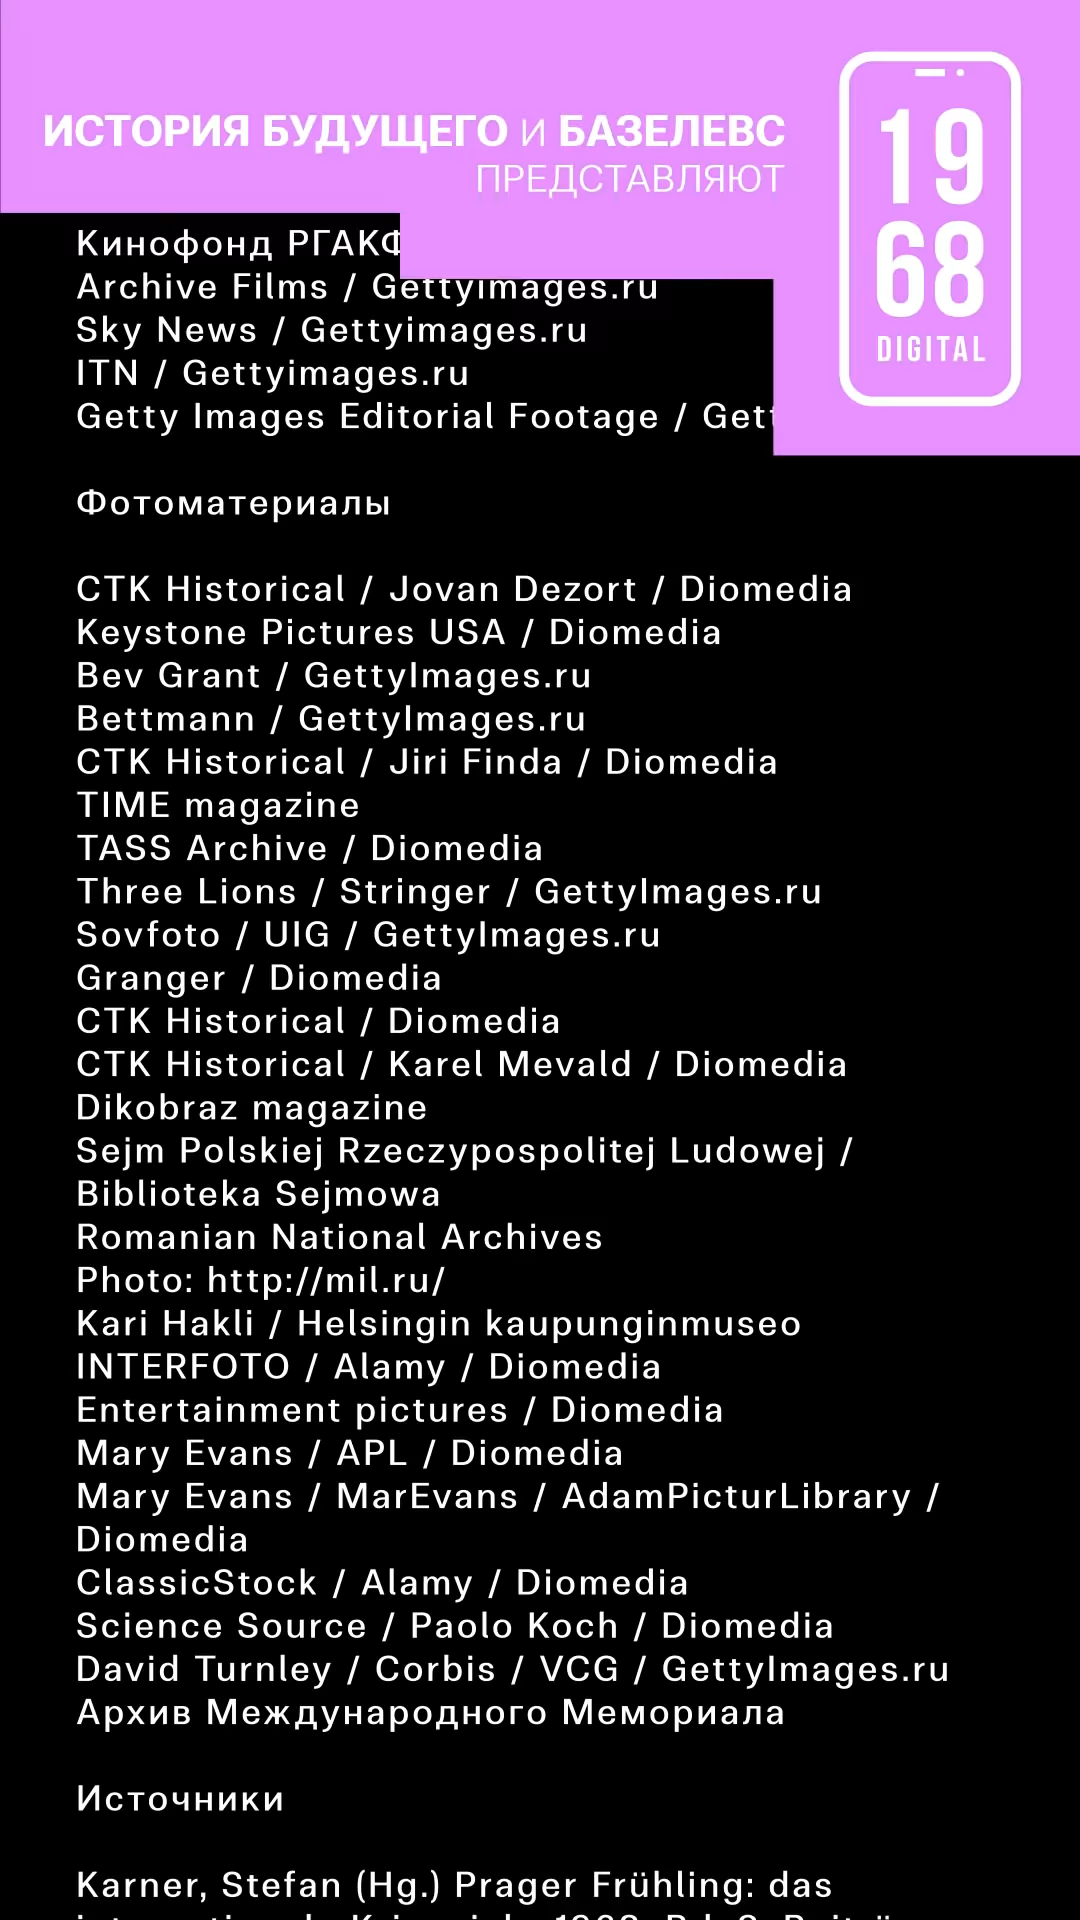 ИСТОРИЯ БУДУЩЕГО И БАЗЕЛЕВС
ПРЕДСТАВЛЯЮТ
19
68
DIGITAL
Кинофонд
Archive Films / Gettyimages.ru
Sky News / Gettyimages.ru
ITN / Gettyimages.ru
Getty Images Editorial Footage /
Фотоматериалы
CTK Historical / Jovan Dezort / Diomedia
Keystone Pictures USA / Diomedia
Bev Grant / GettyImages.ru
Bettmann / GettyImages.ru
CTK Historical / Jiri Finda / Diomedia
TIME magazine
TASS Archive / Diomedia
Three Lions / Stringer / GettyImages.ru
Sovfoto / UIG / GettyImages.ru
Granger / Diomedia
CTK Historical / Diomedia
CTK Historical / Karel Mevald / Diomedia
Dikobraz magazine
Sejm Polskiej Rzeczypospolitej Ludowej /
Biblioteka Sejmowa
Romanian National Archives
Photo: http://mil.ru/
Kari Hakli / Helsingin kaupunginmuseo
INTERFOTO / Alamy / Diomedia
Entertainment pictures / Diomedia
Mary Evans / APL / Diomedia
Mary Evans / MarEvans / AdamPicturLibrary /
Diomedia
ClassicStock / Alamy / Diomedia
Science Source / Paolo Koch / Diomedia
David Turnley / Corbis / VCG / GettyImages.ru
Архив Международного Мемориала
Источники
Karner, Stefan (Hg.) Prager Frühling: das